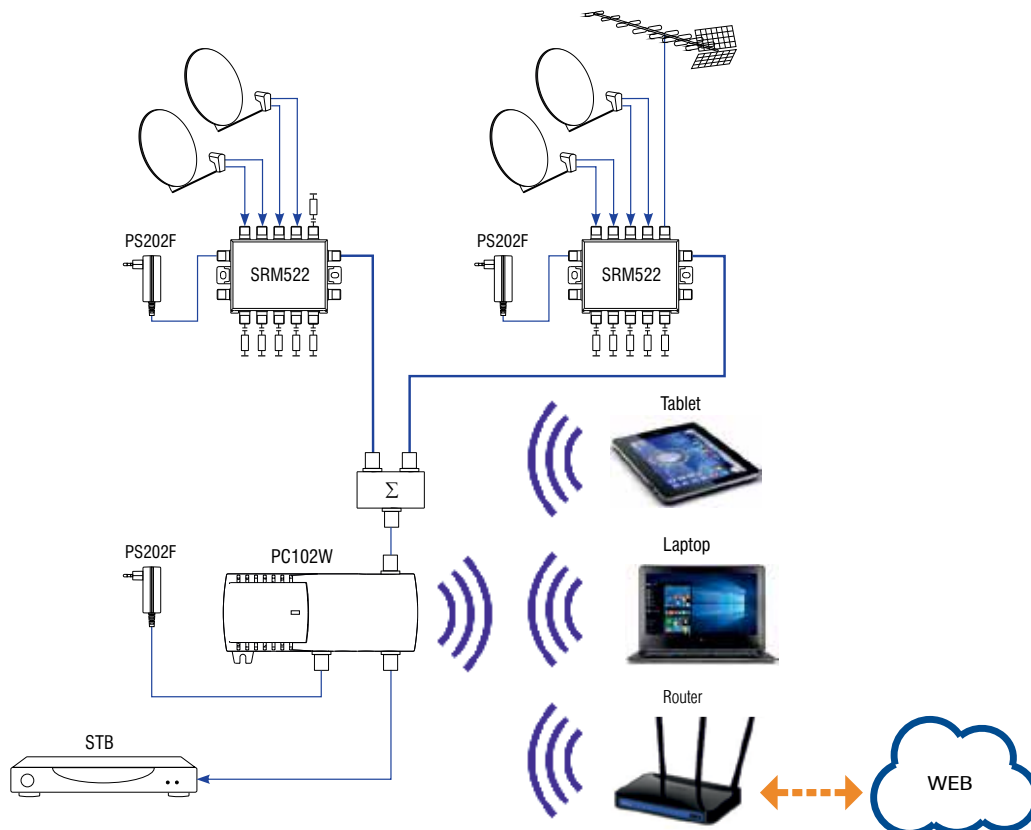 PS202F
SRM522
PS202F
SRM522
Tablet
Σ
PS202F
PC102W
Laptop
Router
STB
WEB